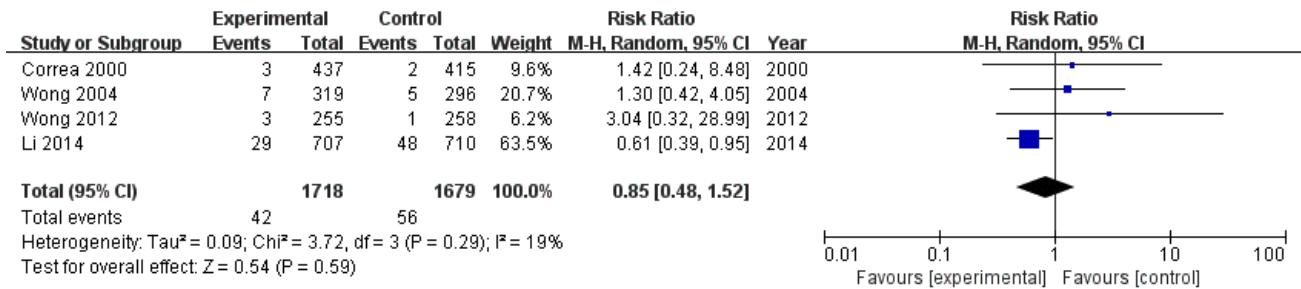 Experimental Control Risk Ratio Risk Ratio
Study or Subgroup Events Total Events Total Weight M-H, Random, 95% CI Year M-H, Random, 95% CI
Correa 2000 3 437 2 415 9.6% 1.42 [0.24, 8.48] 2000
Wong 2004 7 319 5 296 20.7% 1.30 [0.42, 4.05] 2004
Wong 2012 3 255 1 258 6.2% 3.04 [0.32, 28.99] 2012
Li 2014 29 707 48 710 63.5% 0.61 [0.39, 0.95] 2014
Total (95% CI) 1718 1679 100.0% 0.85 [0.48, 1.52]
Total events 42 56
Heterogeneity: Tau² = 0.09; Chi² = 3.72, df = 3 (P = 0.29); I² = 19%
Test for overall effect: Z = 0.54 (P = 0.59)
0.01 0.1 1 10 100
Favours [experimental] Favours [control]